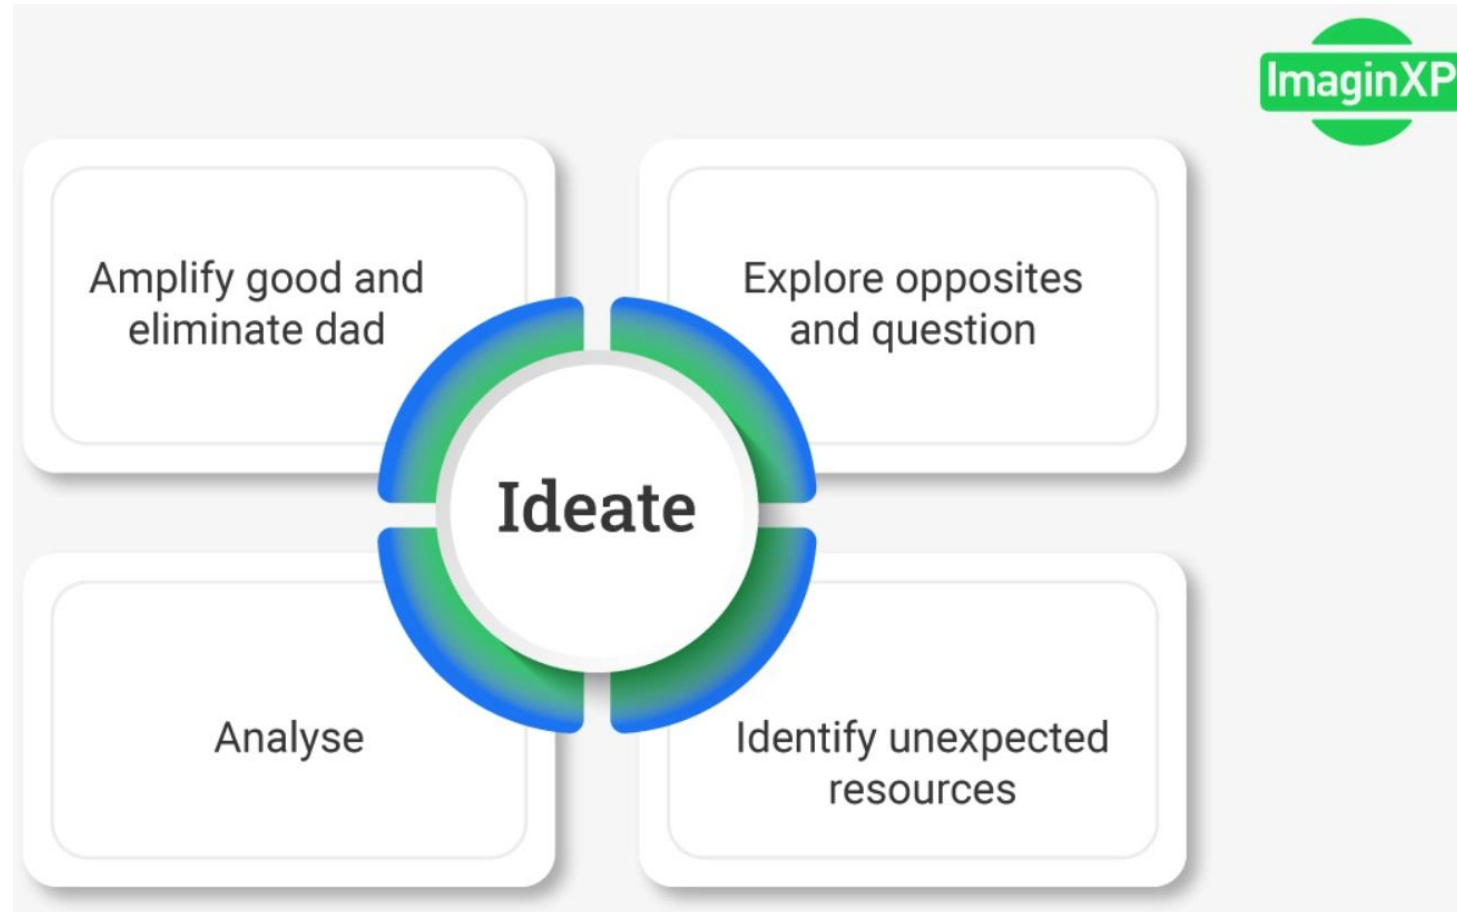 ImaginXP
Amplify good and
eliminate dad
Explore opposites
and question
Ideate
Analyse
Identify unexpected
resources